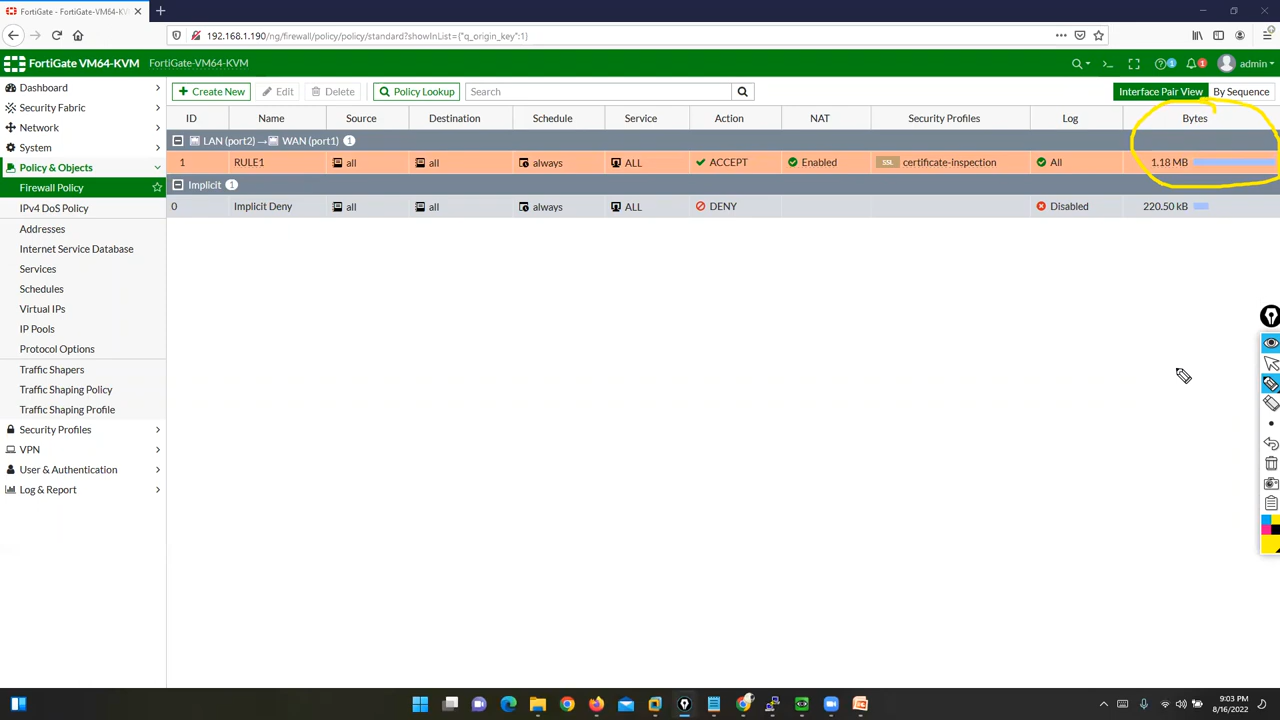 FortiGate - FortiGate-VM64-KVM
192.168.1.190/ng/firewall/policy/policy/standard?showInList={"q_origin_key":1}
FortiGate VM64-KVM FortiGate-VM64-KVM 1 1 admin
Dashboard
Security Fabric
Network
System
Policy & Objects
Firewall Policy
IPv4 DoS Policy
Addresses
Internet Service Database
Services
Schedules
Virtual IPs
IP Pools
Protocol Options
Traffic Shapers
Traffic Shaping Policy
Traffic Shaping Profile
Security Profiles
VPN
User & Authentication
Log & Report
Create New Edit Delete Policy Lookup Search Interface Pair View By Sequence
ID Name Source Destination Schedule Service Action NAT Security Profiles Log Bytes
LAN (port2) → WAN (port1) 1
1 RULE1 all all always ALL ACCEPT Enabled SSL certificate-inspection All 1.18 MB
Implicit 1
0 Implicit Deny all all always ALL DENY Disabled 220.50 kB
9:03 PM
8/16/2022